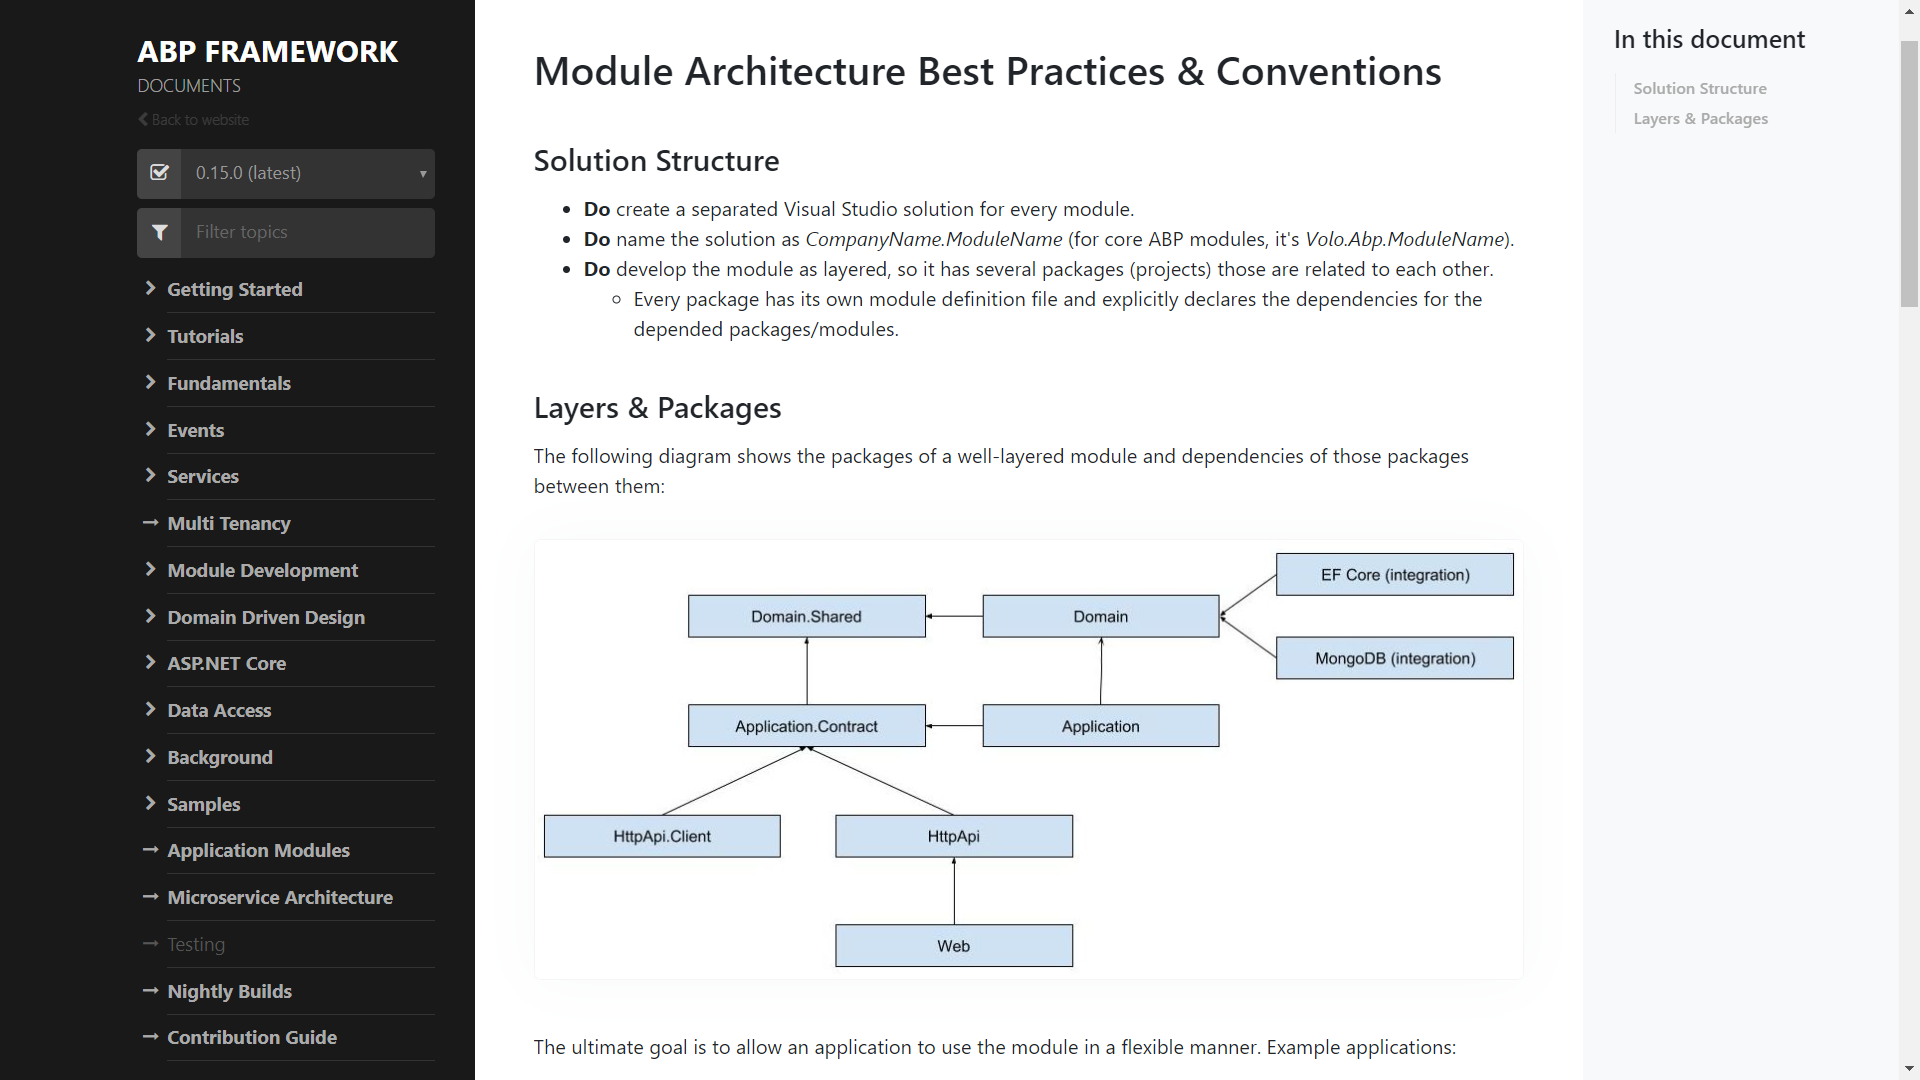 ABP FRAMEWORK
DOCUMENTS
Back to website
0.15.0 (latest)
Filter topics
Getting Started
Tutorials
Fundamentals
Events
Services
Multi Tenancy
Module Development
Domain Driven Design
ASP.NET Core
Data Access
Background
Samples
Application Modules
Microservice Architecture
Testing
Nightly Builds
Contribution Guide
Module Architecture Best Practices & Conventions
Solution Structure
Do create a separated Visual Studio solution for every module.
Do name the solution as CompanyName.ModuleName (for core ABP modules, it's Volo.Abp.ModuleName).
Do develop the module as layered, so it has several packages (projects) those are related to each other.
Every package has its own module definition file and explicitly declares the dependencies for the
depended packages/modules.
Layers & Packages
The following diagram shows the packages of a well-layered module and dependencies of those packages
between them:
EF Core (integration)
Domain.Shared
Domain
MongoDB (integration)
Application.Contract
Application
HttpApi.Client
HttpApi
Web
The ultimate goal is to allow an application to use the module in a flexible manner. Example applications:
In this document
Solution Structure
Layers & Packages